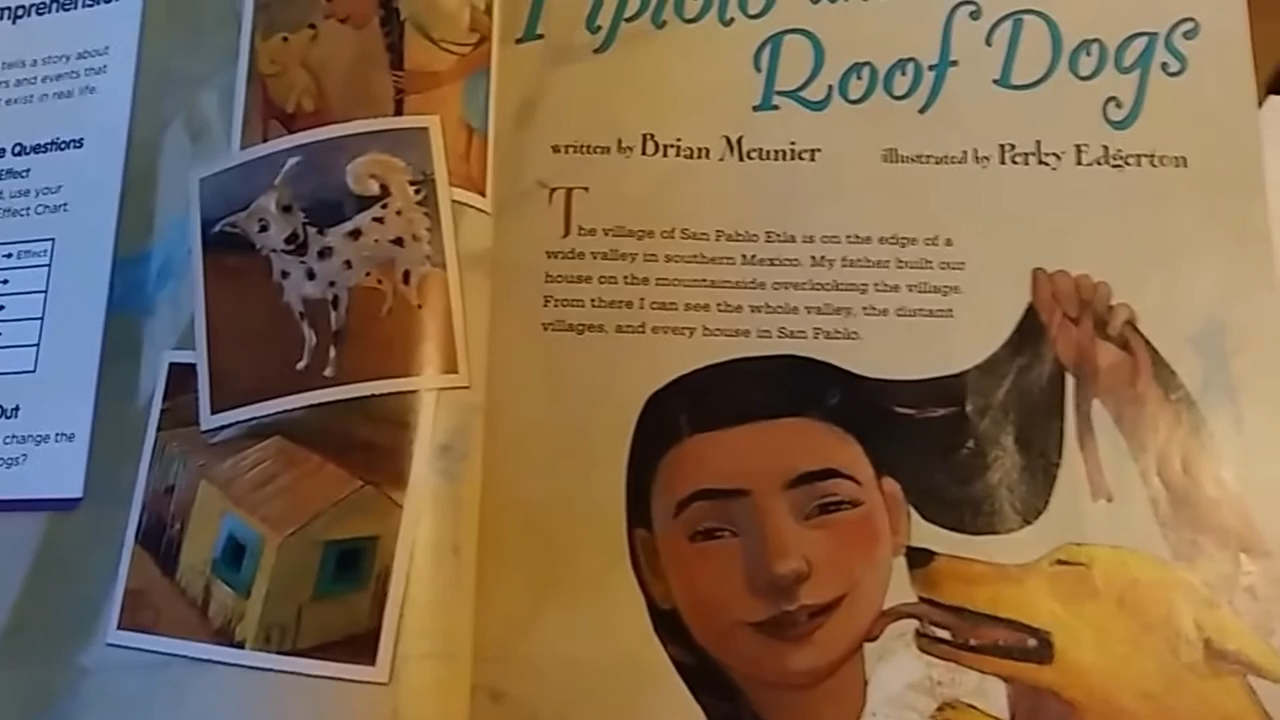 mprehension
tells a story about
rs and events that
exist in real life.
e Questions
Effect
, use your
Effect Chart.
→ Effect
Out
change the
ogs?
Pipiolo and
Roof Dogs
written by Brian Meunier
illustrated by Perky Edgerton
The village of San Pablo Etla is on the edge of a
wide valley in southern Mexico. My father built our
house on the mountainside overlooking the village.
From there I can see the whole valley, the distant
villages, and every house in San Pablo.